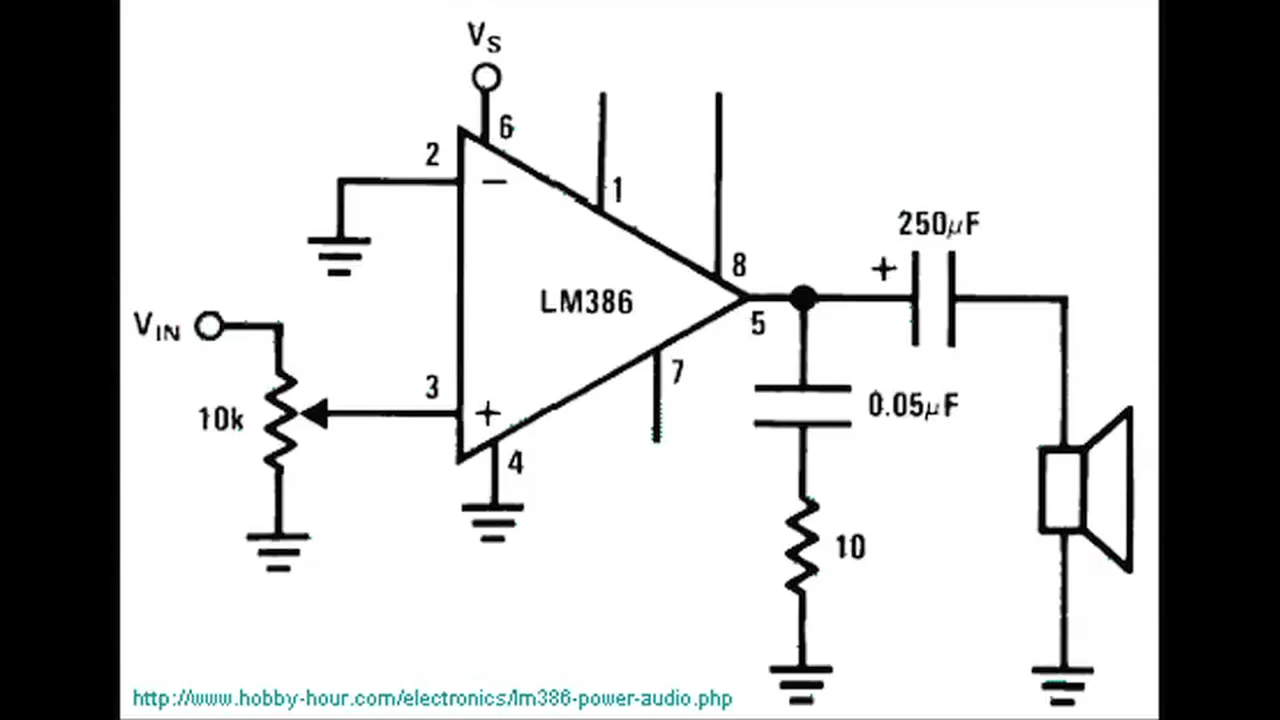 VS
6
2
−
1
250µF
+
8
LM386
5
VIN
7
3
0.05µF
10k
+
4
10
http://www.hobby-hour.com/electronics/lm386-power-audio.php